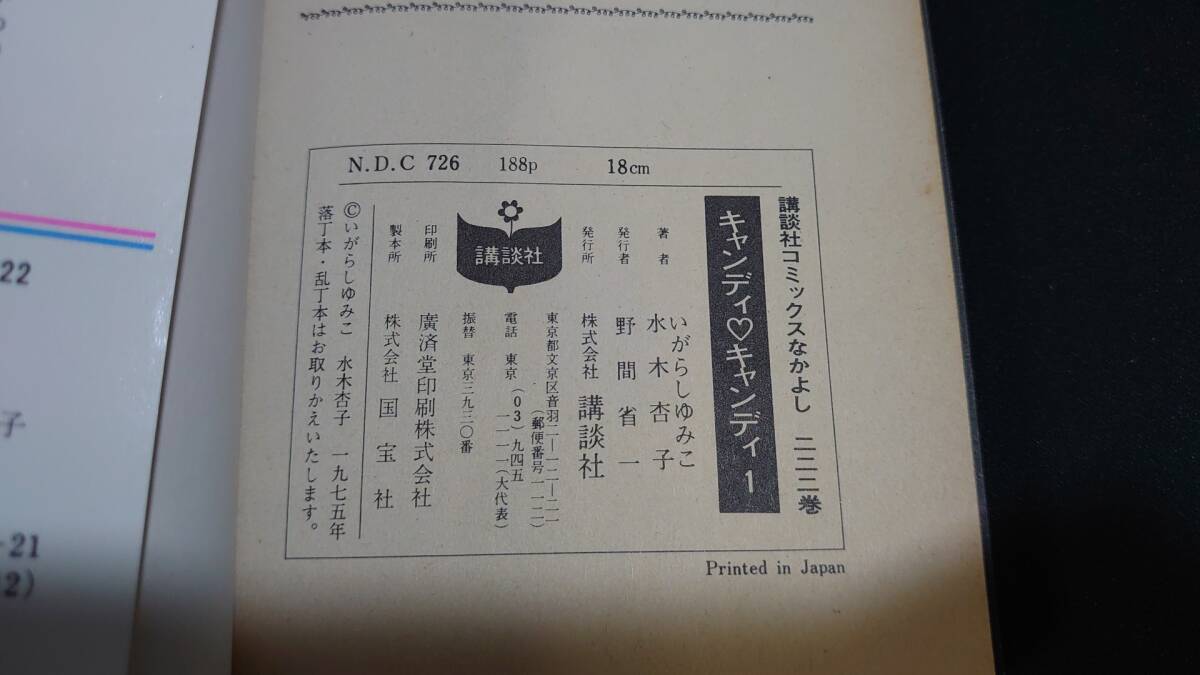 N.D.C 726 188p 18cm
講談社コミックスなかよし 二二二巻
キャンディ♡キャンディ 1
著者 いがらしゆみこ
水木杏子
発行者 野間省一
発行所 株式会社 講談社
東京都文京区音羽二―一二―二一
(郵便番号一一二)
電話 東京(03)九四五
一一一一(大代表)
振替 東京三九三〇番
講談社
印刷所 廣済堂印刷株式会社
製本所 株式会社 国宝社
©いがらしゆみこ 水木杏子 一九七五年
落丁本・乱丁本はお取りかえいたします。
Printed in Japan
22
子
-21
2)